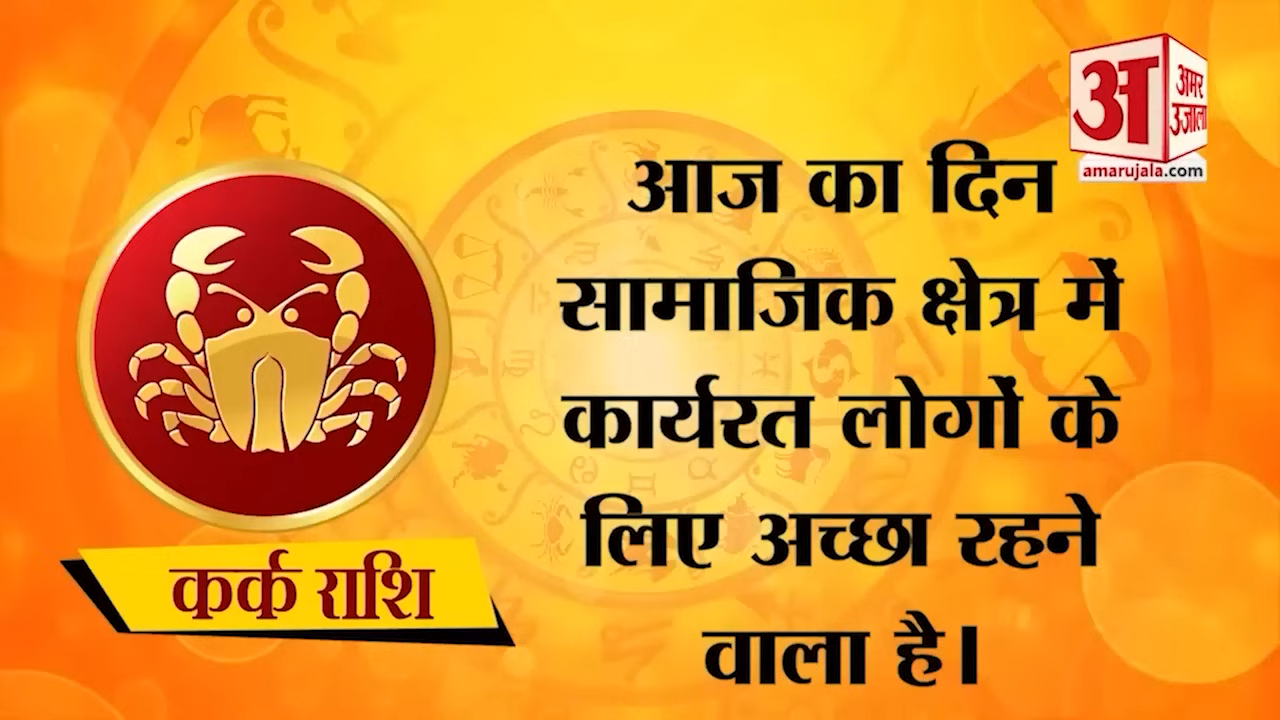 अ
अमर
उजाला
amarujala.com
आज का दिन
सामाजिक क्षेत्र में
कार्यरत लोगों के
लिए अच्छा रहने
वाला है।
कर्क राशि